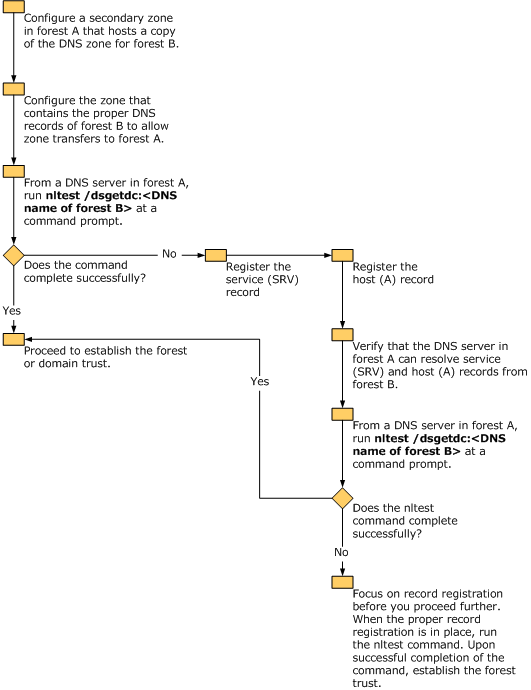 Configure a secondary zone
in forest A that hosts a copy
of the DNS zone for forest B.
Configure the zone that
contains the proper DNS
records of forest B to allow
zone transfers to forest A.
From a DNS server in forest A,
run nltest /dsgetdc:<DNS
name of forest B> at a
command prompt.
Does the command
complete successfully?
No
Register the
service (SRV)
record
Register the
host (A) record
Yes
Proceed to establish the forest
or domain trust.
Verify that the DNS server in
forest A can resolve service
(SRV) and host (A) records from
forest B.
Yes
From a DNS server in forest A,
run nltest /dsgetdc:<DNS
name of forest B> at a
command prompt.
Does the nltest
command complete
successfully?
No
Focus on record registration
before you proceed further.
When the proper record
registration is in place, run
the nltest command. Upon
successful completion of the
command, establish the forest
trust.